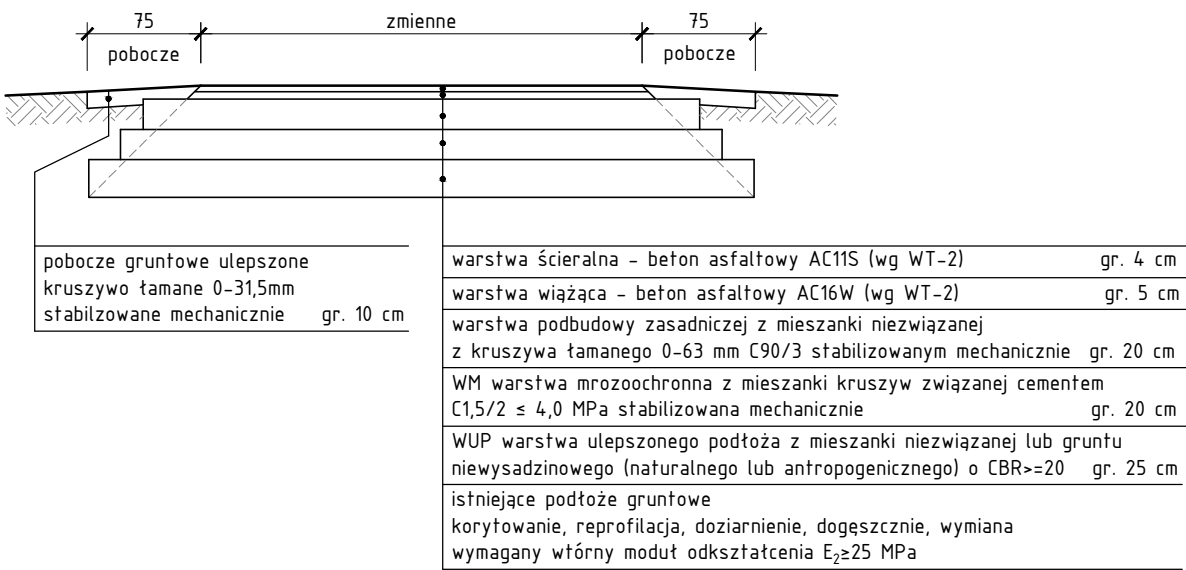 75 zmienne 75
pobocze pobocze
pobocze gruntowe ulepszone
kruszywo łamane 0-31,5mm
stabilzowane mechanicznie gr. 10 cm
warstwa ścieralna - beton asfaltowy AC11S (wg WT-2) gr. 4 cm
warstwa wiążąca - beton asfaltowy AC16W (wg WT-2) gr. 5 cm
warstwa podbudowy zasadniczej z mieszanki niezwiązanej
z kruszywa łamanego 0-63 mm C90/3 stabilizowanym mechanicznie gr. 20 cm
WM warstwa mrozoochronna z mieszanki kruszyw związanej cementem
C1,5/2 ≤ 4,0 MPa stabilizowana mechanicznie gr. 20 cm
WUP warstwa ulepszonego podłoża z mieszanki niezwiązanej lub gruntu
niewysadzinowego (naturalnego lub antropogenicznego) o CBR>=20 gr. 25 cm
istniejące podłoże gruntowe
korytowanie, reprofilacja, doziarnienie, dogęszcznie, wymiana
wymagany wtórny moduł odkształcenia E₂≥25 MPa